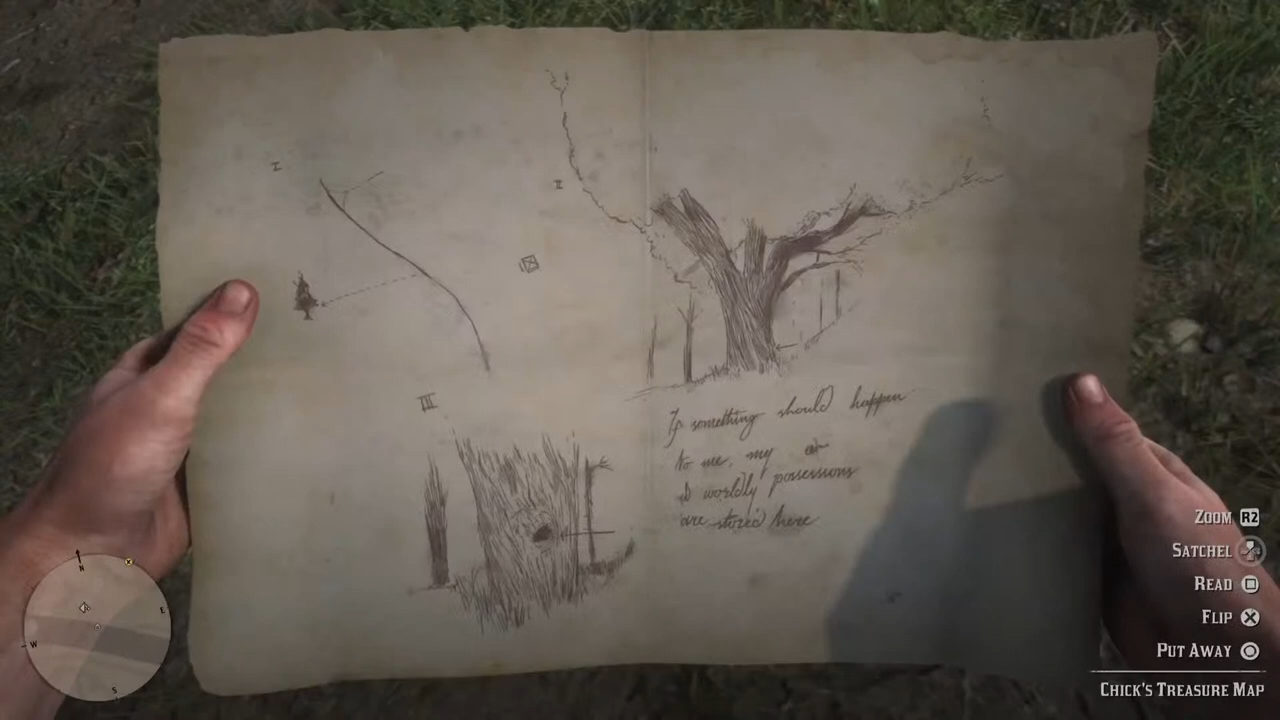 I
I
III
If something should happen
to me, my
worldly possessions
are stored here
N
E
W
S
ZOOM R2
SATCHEL
READ
FLIP
PUT AWAY
CHICK'S TREASURE MAP